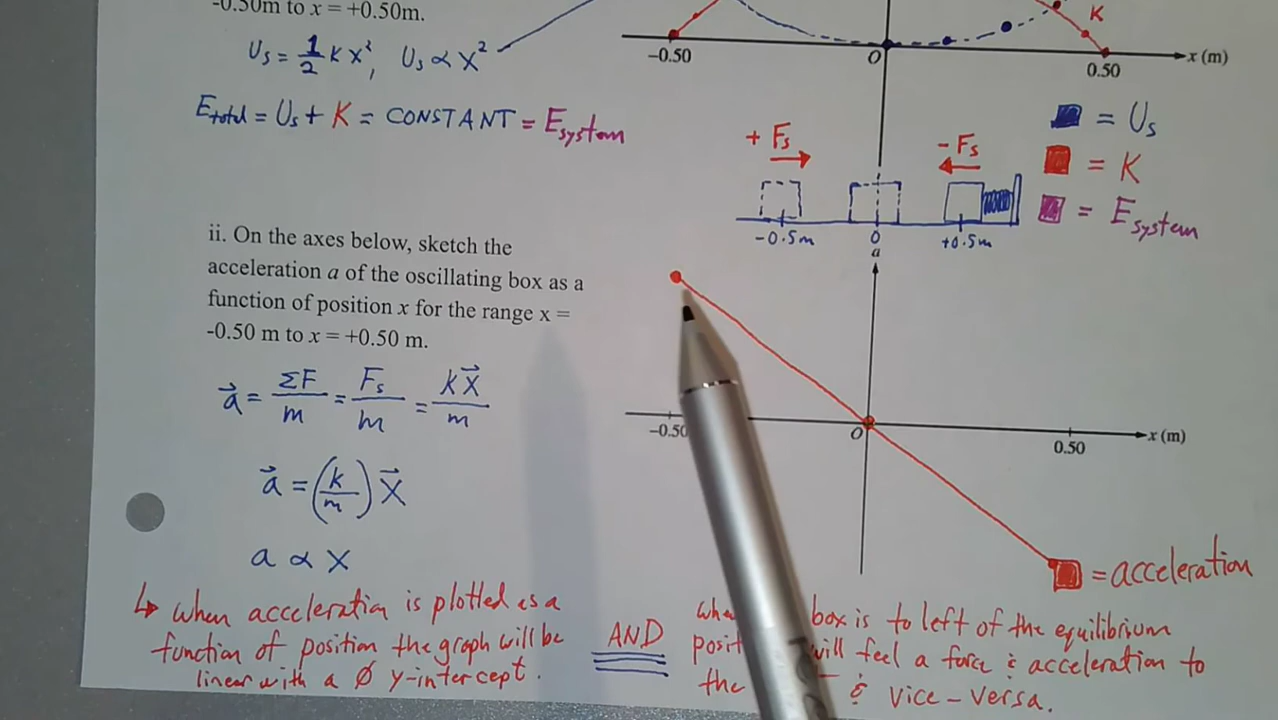 -0.50m to x = +0.50m.
Us = 1/2 K X², Us ∝ X²
Etotal = Us + K = CONSTANT = Esystem
K
-0.50
O
0.50
x (m)
= Us
= K
= Esystem
+ Fs
- Fs
-0.5m
0
+0.5m
ii. On the axes below, sketch the
acceleration a of the oscillating box as a
function of position x for the range x =
-0.50 m to x = +0.50 m.
a
-0.50
O
0.50
x (m)
= acceleration
a⃗ = ΣF/m = Fs/m = kX⃗/m
a⃗ = (k/m) X⃗
a ∝ X
↳ when acceleration is plotted as a
function of position the graph will be
linear with a Ø y-intercept.
AND
box is to left of the equilibrium
will feel a force & acceleration to
the & vice-versa.